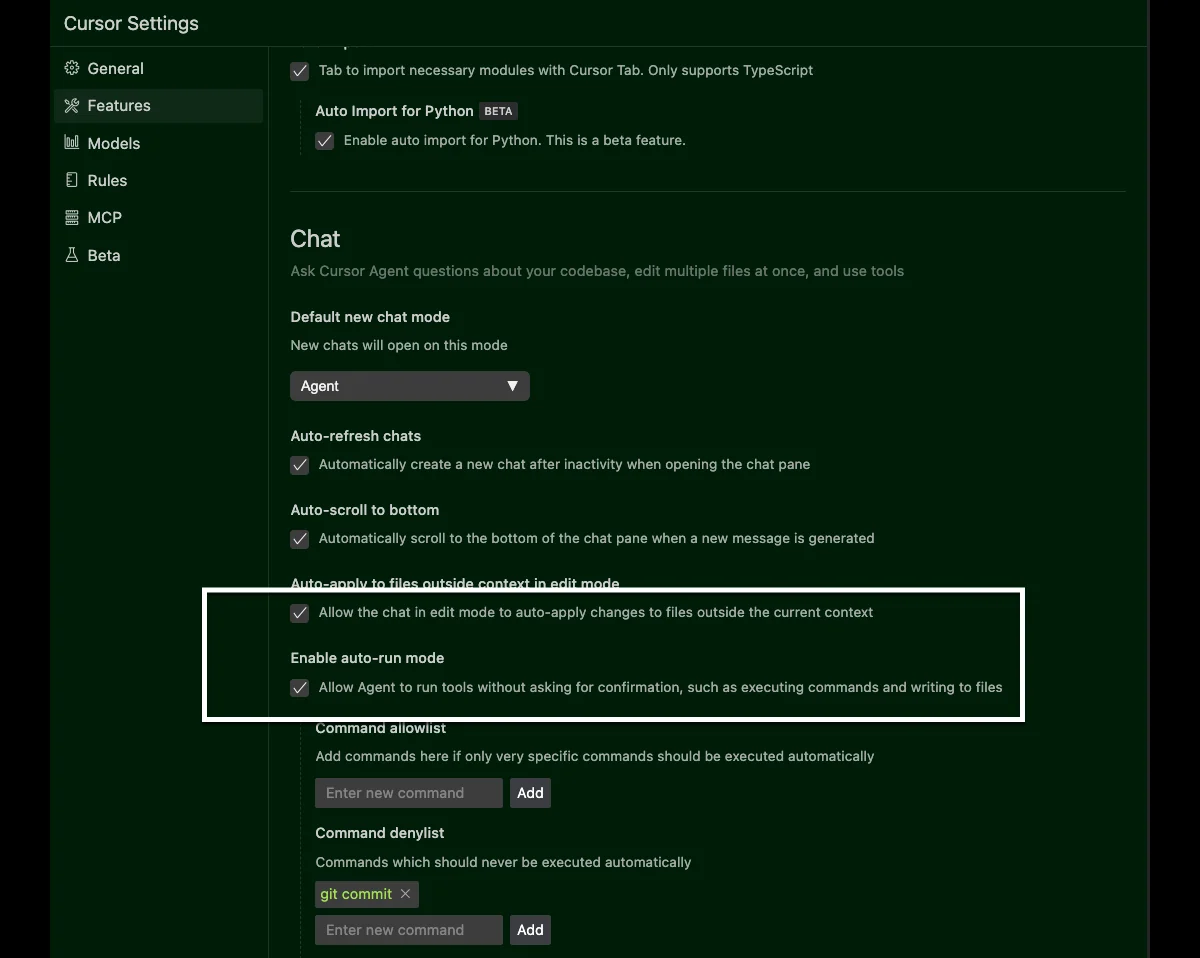 Cursor Settings
General
Features
Models
Rules
MCP
Beta
Tab to import necessary modules with Cursor Tab. Only supports TypeScript
Auto Import for Python BETA
Enable auto import for Python. This is a beta feature.
Chat
Ask Cursor Agent questions about your codebase, edit multiple files at once, and use tools
Default new chat mode
New chats will open on this mode
Agent
Auto-refresh chats
Automatically create a new chat after inactivity when opening the chat pane
Auto-scroll to bottom
Automatically scroll to the bottom of the chat pane when a new message is generated
Auto-apply to files outside context in edit mode
Allow the chat in edit mode to auto-apply changes to files outside the current context
Enable auto-run mode
Allow Agent to run tools without asking for confirmation, such as executing commands and writing to files
Command allowlist
Add commands here if only very specific commands should be executed automatically
Enter new command Add
Command denylist
Commands which should never be executed automatically
git commit
Enter new command Add